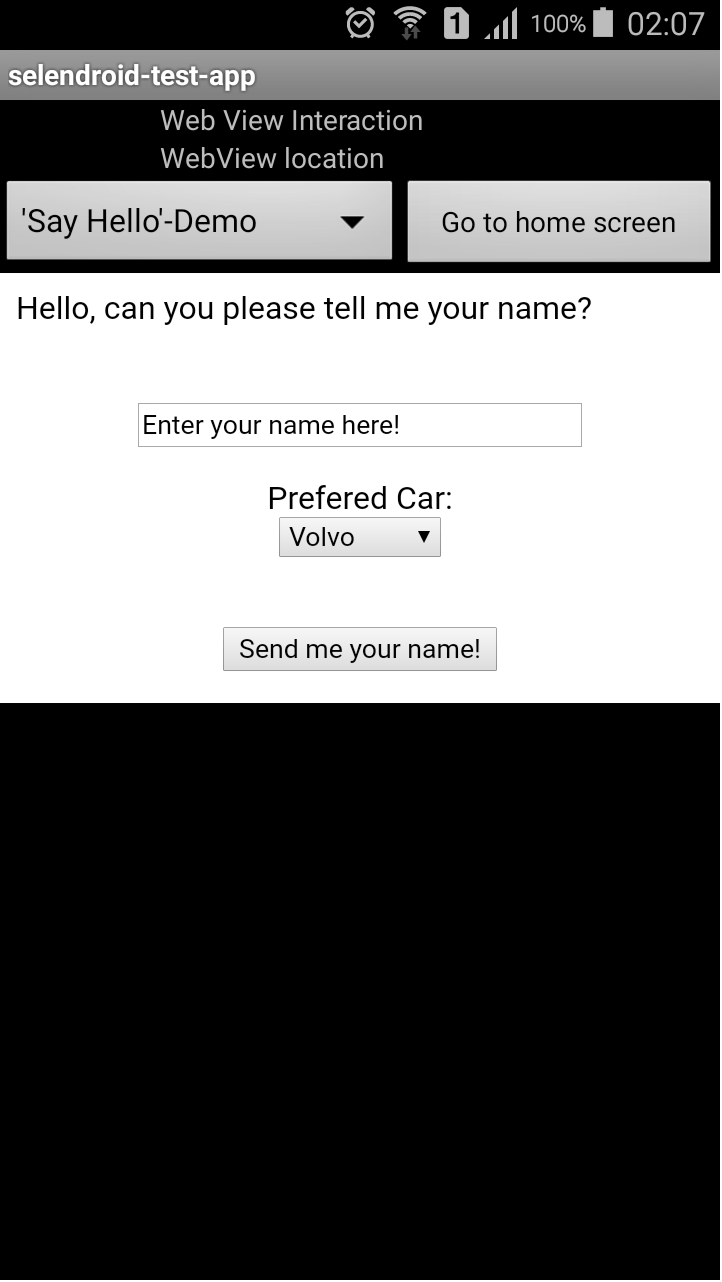 1 100% 02:07
selendroid-test-app
Web View Interaction
WebView location
'Say Hello'-Demo
Go to home screen
Hello, can you please tell me your name?
Enter your name here!
Prefered Car:
Volvo
Send me your name!